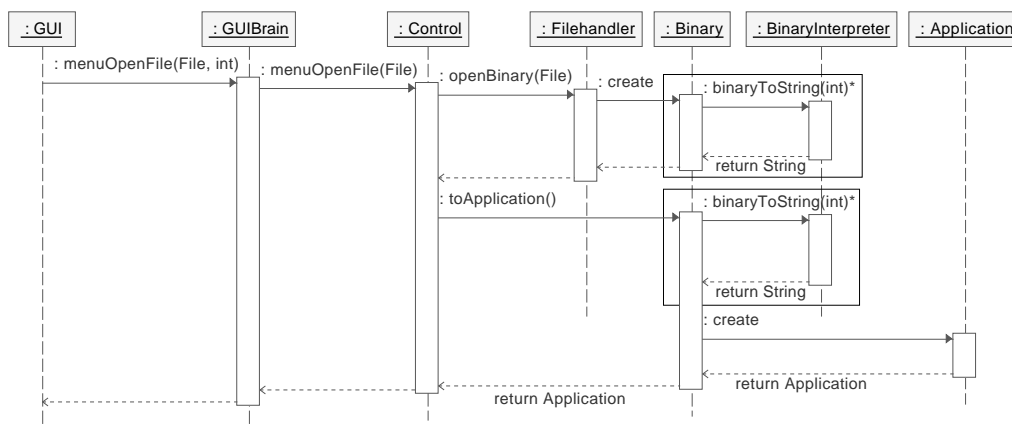 : GUI
: GUIBrain
: Control
: Filehandler
: Binary
: BinaryInterpreter
: Application
: menuOpenFile(File, int)
: menuOpenFile(File)
: openBinary(File)
: create
: binaryToString(int)*
return String
: toApplication()
: binaryToString(int)*
return String
: create
return Application
return Application